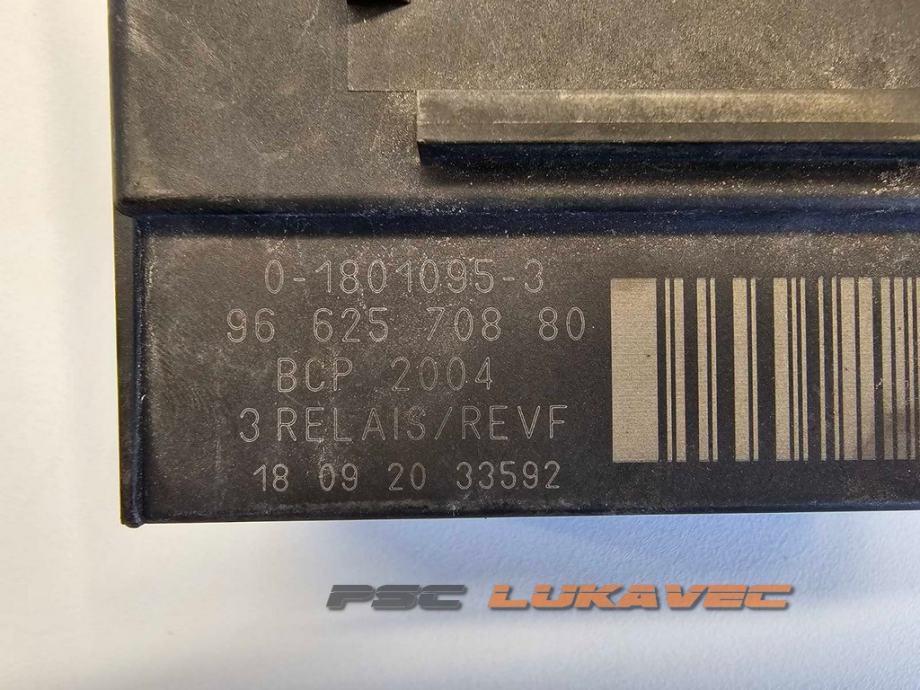 0-1801095-3
96 625 708 80
BCP 2004
3 RELAIS/REVF
18 09 20 33592
PSC LUKAVEC